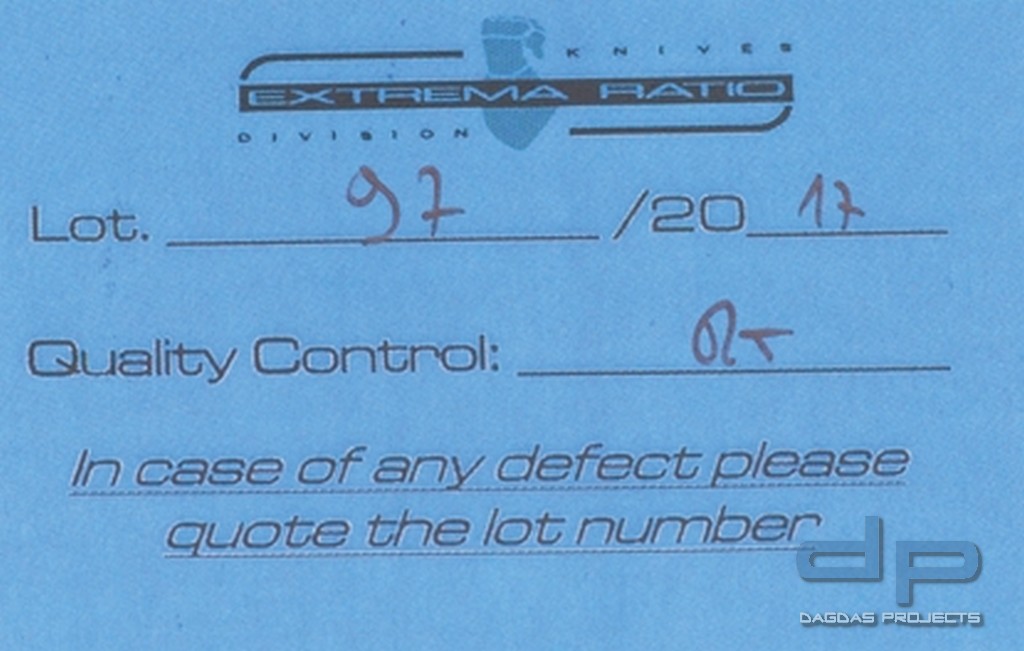 KNIVES
EXTREMA RATIO
DIVISION
Lot. 97 /20 17
Quality Control:
In case of any defect please
quote the lot number
dp
DAGDAS PROJECTS